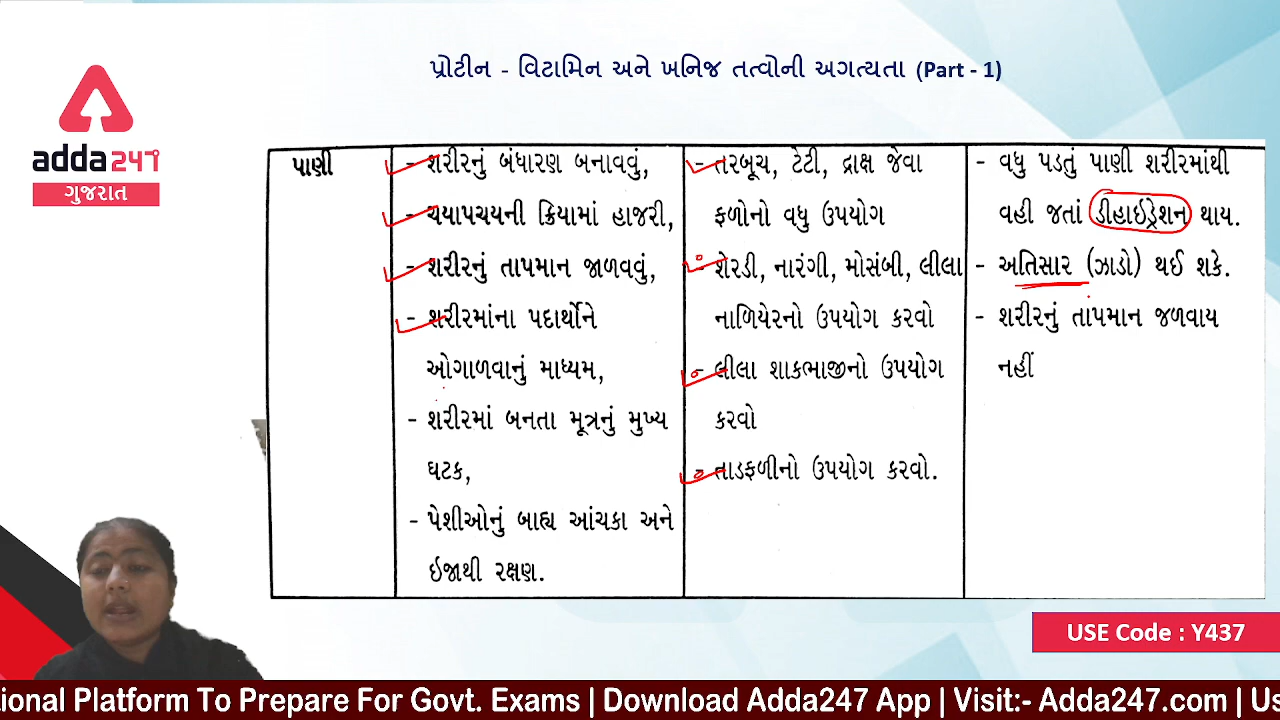 પ્રોટીન - વિટામિન અને ખનિજ તત્વોની અગત્યતા (Part - 1)
adda247
ગુજરાત
પાણી
- શરીરનું બંધારણ બનાવવું,
- ચયાપચયની ક્રિયામાં હાજરી,
- શરીરનું તાપમાન જાળવવું,
- શરીરમાંના પદાર્થોને
ઓગાળવાનું માધ્યમ,
- શરીરમાં બનતા મૂત્રનું મુખ્ય
ઘટક,
- પેશીઓનું બાહ્ય આંચકા અને
ઇજાથી રક્ષણ.
- તરબૂચ, ટેટી, દ્રાક્ષ જેવા
ફળોનો વધુ ઉપયોગ
- શેરડી, નારંગી, મોસંબી, લીલા
નાળિયેરનો ઉપયોગ કરવો
- લીલા શાકભાજીનો ઉપયોગ
કરવો
- તાડફળીનો ઉપયોગ કરવો.
- વધુ પડતું પાણી શરીરમાંથી
વહી જતાં ડીહાઇડ્રેશન થાય.
- અતિસાર (ઝાડો) થઈ શકે.
- શરીરનું તાપમાન જળવાય
નહીં
USE Code : Y437
tional Platform To Prepare For Govt. Exams | Download Adda247 App | Visit:- Adda247.com | Us